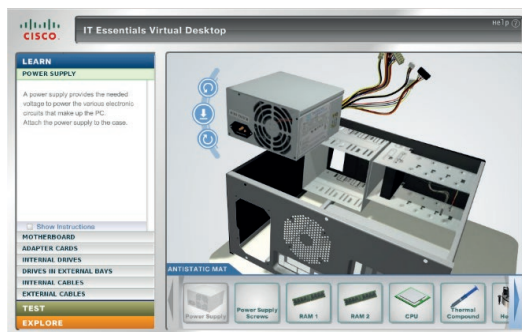 CISCO.
IT Essentials Virtual Desktop
Help
LEARN
POWER SUPPLY
A power supply provides the needed
voltage to power the various electronic
circuits that make up the PC.
Attach the power supply to the case.
Show Instructions
MOTHERBOARD
ADAPTER CARDS
INTERNAL DRIVES
DRIVES IN EXTERNAL BAYS
INTERNAL CABLES
EXTERNAL CABLES
TEST
EXPLORE
ANTISTATIC MAT
Power Supply
Power Supply
Screws
RAM 1
RAM 2
CPU
Thermal
Compound
He